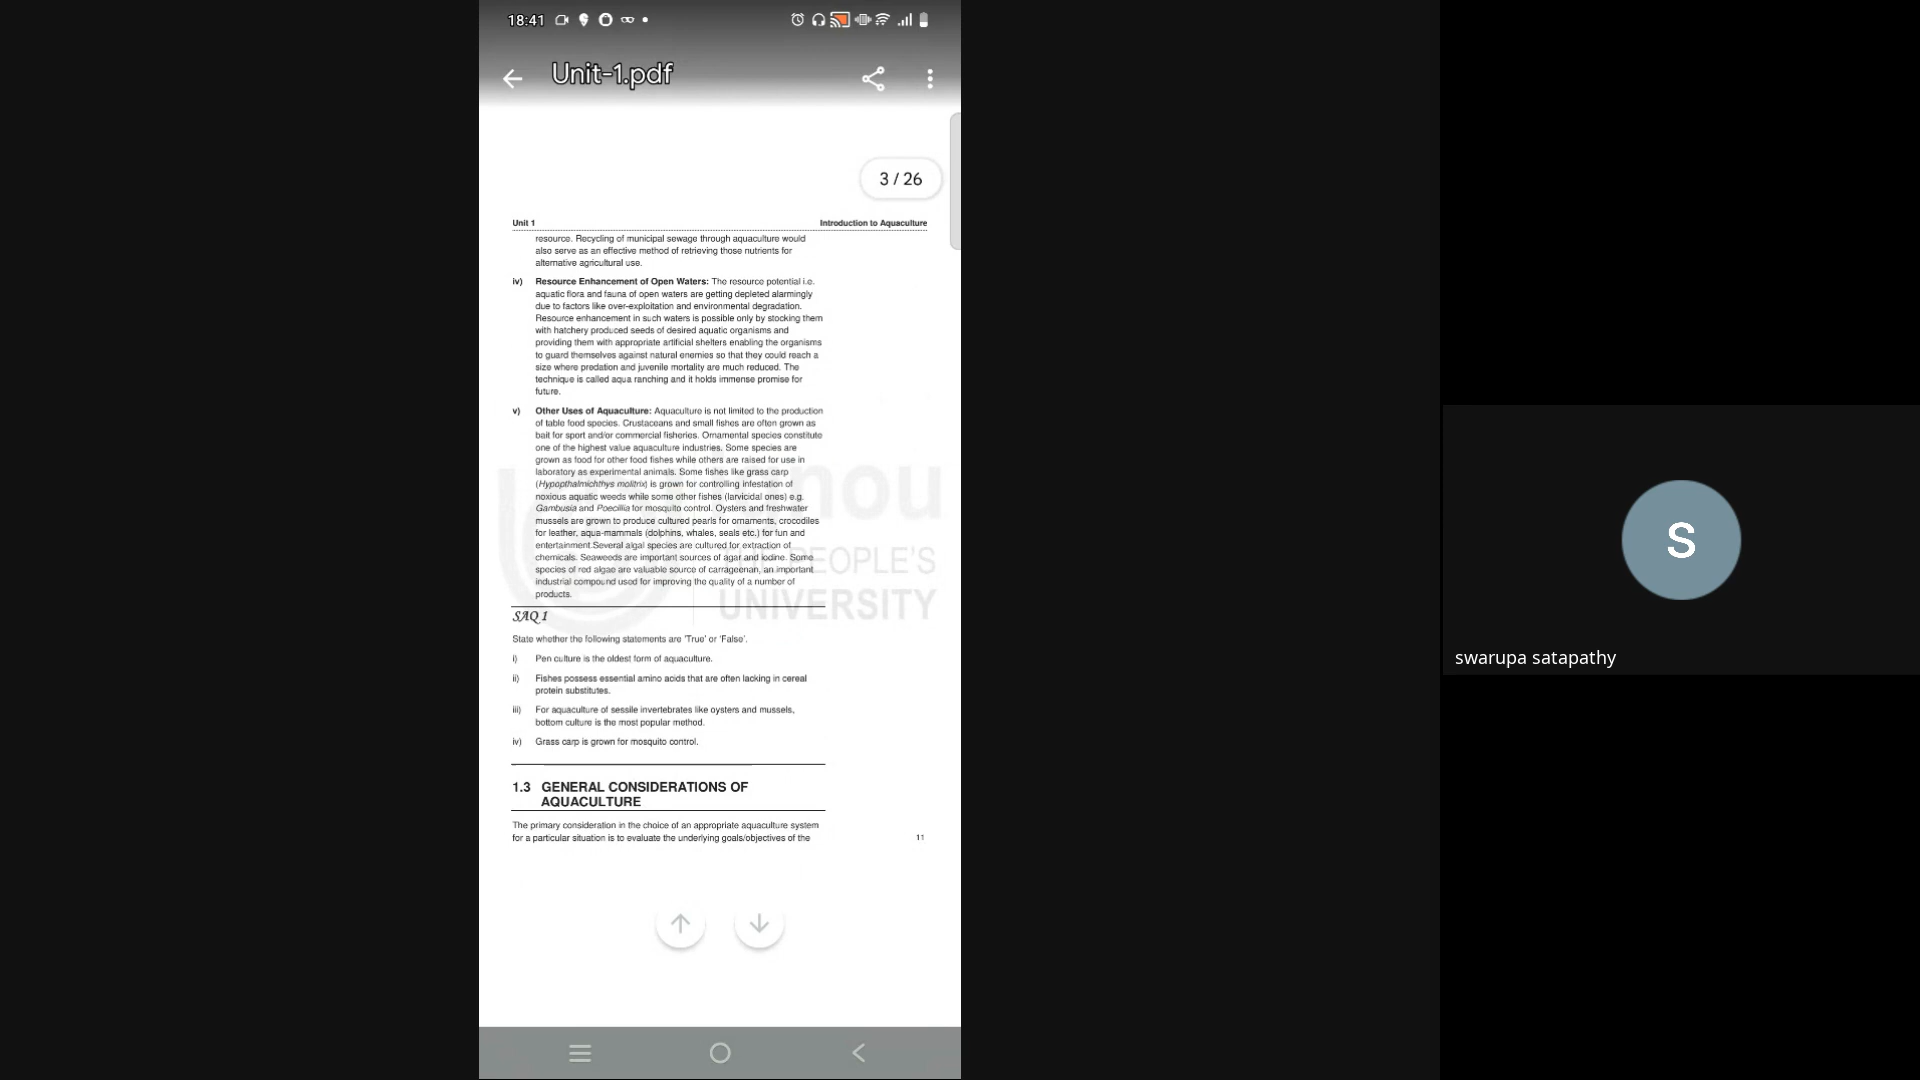 18:41
Unit-1.pdf
3 / 26
Unit 1 Introduction to Aquaculture
resource. Recycling of municipal sewage through aquaculture would
also serve as an effective method of retrieving those nutrients for
alternative agricultural use.
iv) Resource Enhancement of Open Waters: The resource potential i.e.
aquatic flora and fauna of open waters are getting depleted alarmingly
due to factors like over-exploitation and environmental degradation.
Resource enhancement in such waters is possible only by stocking them
with hatchery produced seeds of desired aquatic organisms and
providing them with appropriate artificial shelters enabling the organisms
to guard themselves against natural enemies so that they could reach a
size where predation and juvenile mortality are much reduced. The
technique is called aqua ranching and it holds immense promise for
future.
v) Other Uses of Aquaculture: Aquaculture is not limited to the production
of table food species. Crustaceans and small fishes are often grown as
bait for sport and/or commercial fisheries. Ornamental species constitute
one of the highest value aquaculture industries. Some species are
grown as food for other food fishes while others are raised for use in
laboratory as experimental animals. Some fishes like grass carp
(Hypopthalmichthys molitrix) is grown for controlling infestation of
noxious aquatic weeds while some other fishes (larvicidal ones) e.g.
Gambusia and Poecillia for mosquito control. Oysters and freshwater
mussels are grown to produce cultured pearls for ornaments, crocodiles
for leather, aqua-mammals (dolphins, whales, seals etc.) for fun and
entertainment.Several algal species are cultured for extraction of
chemicals. Seaweeds are important sources of agar and iodine. Some
species of red algae are valuable source of carrageenan, an important
industrial compound used for improving the quality of a number of
products.
PEOPLE'S
UNIVERSITY
SAQ 1
State whether the following statements are 'True' or 'False'.
i) Pen culture is the oldest form of aquaculture.
ii) Fishes possess essential amino acids that are often lacking in cereal
protein substitutes.
iii) For aquaculture of sessile invertebrates like oysters and mussels,
bottom culture is the most popular method.
iv) Grass carp is grown for mosquito control.
1.3 GENERAL CONSIDERATIONS OF
AQUACULTURE
The primary consideration in the choice of an appropriate aquaculture system
for a particular situation is to evaluate the underlying goals/objectives of the
11
S
swarupa satapathy